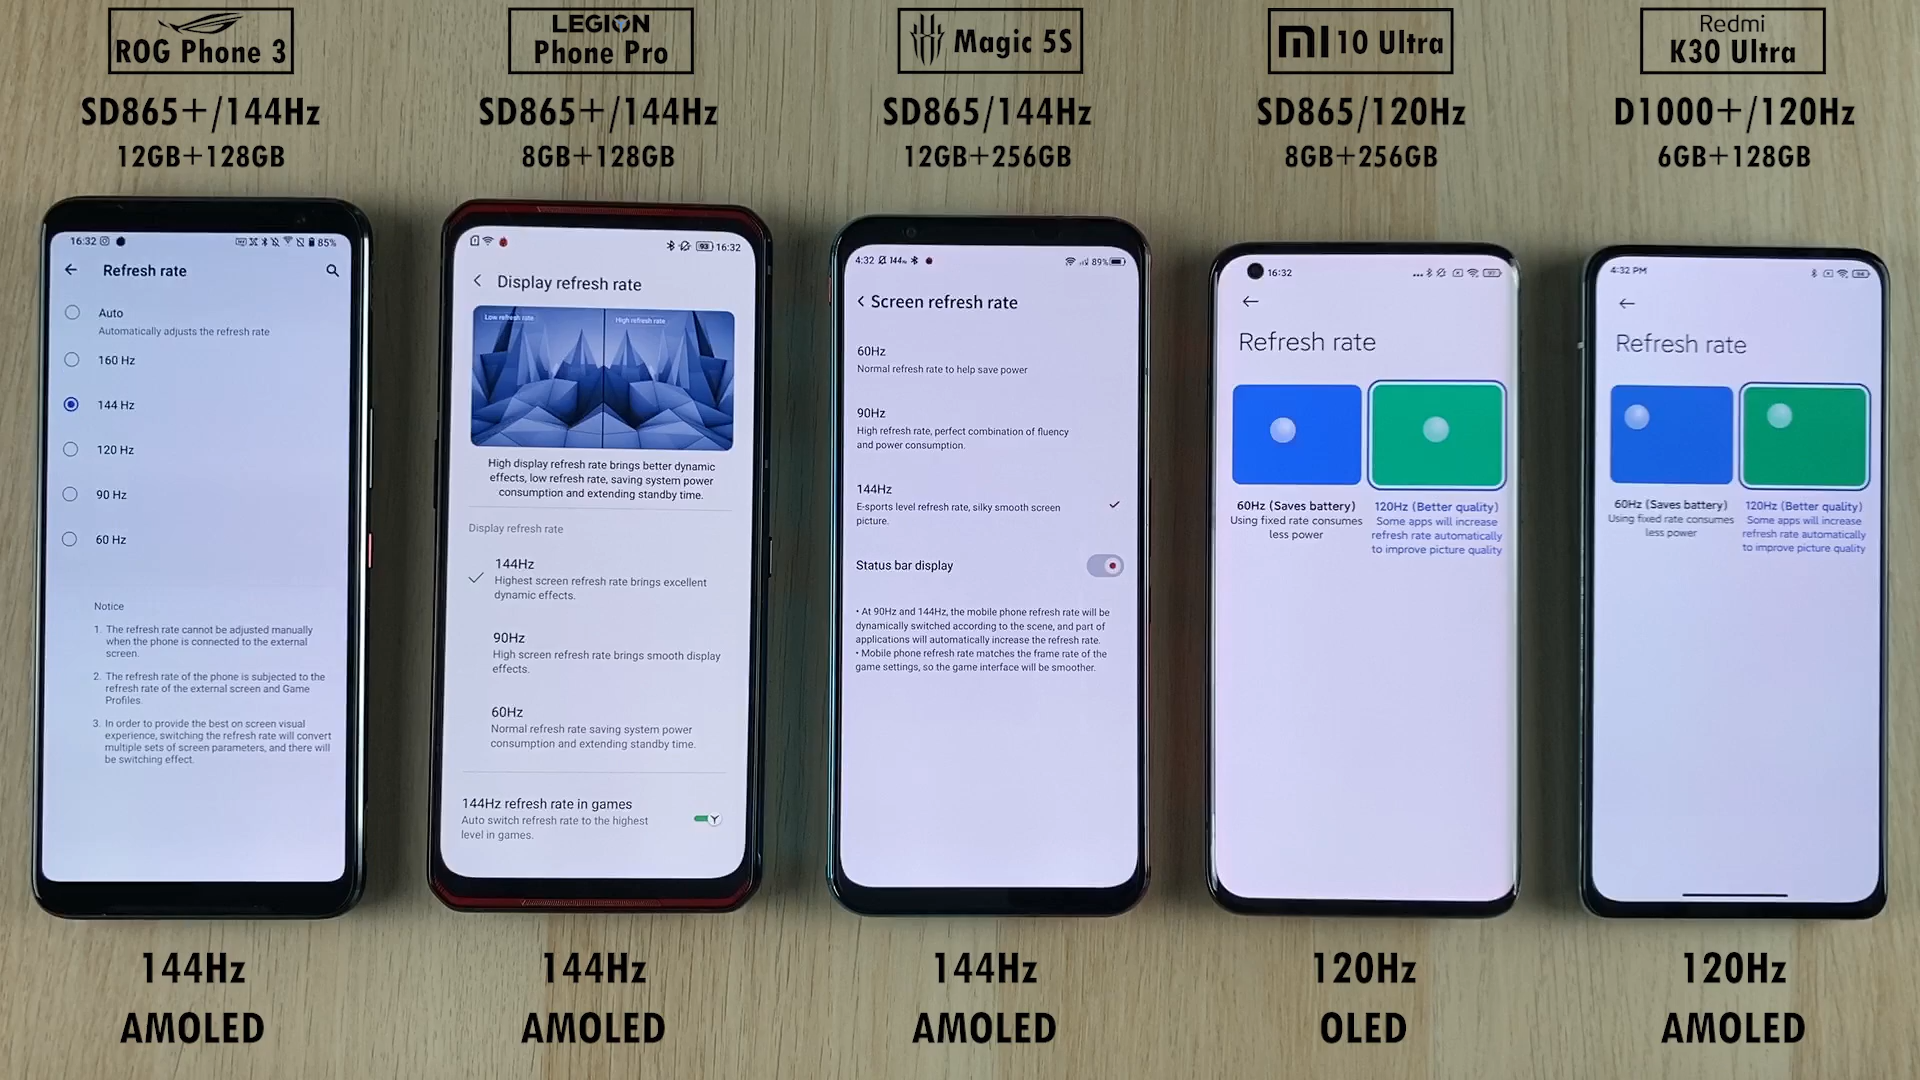 ROG Phone 3
SD865+/144Hz
12GB+128GB
LEGION
Phone Pro
SD865+/144Hz
8GB+128GB
Magic 5S
SD865/144Hz
12GB+256GB
MI 10 Ultra
SD865/120Hz
8GB+256GB
Redmi
K30 Ultra
D1000+/120Hz
6GB+128GB
16:32
85%
Refresh rate
Auto
Automatically adjusts the refresh rate
160 Hz
144 Hz
120 Hz
90 Hz
60 Hz
Notice
1. The refresh rate cannot be adjusted manually
when the phone is connected to the external
screen.
2. The refresh rate of the phone is subjected to the
refresh rate of the external screen and Game
Profiles.
3. In order to provide the best on screen visual
experience, switching the refresh rate will convert
multiple sets of screen parameters, and there will
be switching effect.
93 16:32
Display refresh rate
Low refresh rate
High refresh rate
High display refresh rate brings better dynamic
effects, low refresh rate, saving system power
consumption and extending standby time.
Display refresh rate
144Hz
Highest screen refresh rate brings excellent
dynamic effects.
90Hz
High screen refresh rate brings smooth display
effects.
60Hz
Normal refresh rate saving system power
consumption and extending standby time.
144Hz refresh rate in games
Auto switch refresh rate to the highest
level in games.
4:32 144Hz
89%
Screen refresh rate
60Hz
Normal refresh rate to help save power
90Hz
High refresh rate, perfect combination of fluency
and power consumption.
144Hz
E-sports level refresh rate, silky smooth screen
picture.
Status bar display
• At 90Hz and 144Hz, the mobile phone refresh rate will be
dynamically switched according to the scene, and part of
applications will automatically increase the refresh rate.
• Mobile phone refresh rate matches the frame rate of the
game settings, so the game interface will be smoother.
16:32
Refresh rate
60Hz (Saves battery)
Using fixed rate consumes
less power
120Hz (Better quality)
Some apps will increase
refresh rate automatically
to improve picture quality
4:32 PM
Refresh rate
60Hz (Saves battery)
Using fixed rate consumes
less power
120Hz (Better quality)
Some apps will increase
refresh rate automatically
to improve picture quality
144Hz
AMOLED
144Hz
AMOLED
144Hz
AMOLED
120Hz
OLED
120Hz
AMOLED